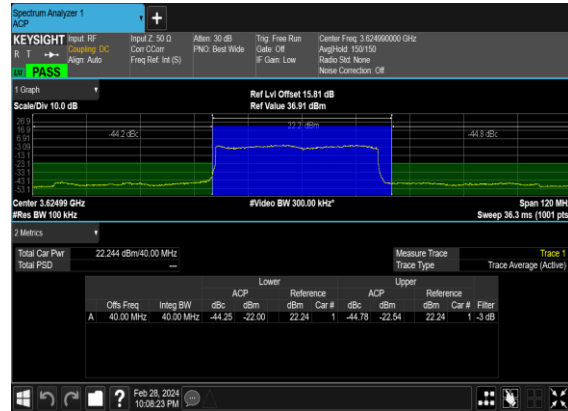 Spectrum Analyzer 1
ACP
+
KEYSIGHT Input: RF Input Z: 50 Ω Atten: 30 dB Trig: Free Run Center Freq: 3.624990000 GHz
R T Coupling: DC Corr CCorr PNO: Best Wide Gate: Off Avg|Hold: 150/150
Align: Auto Freq Ref: Int (S) IF Gain: Low Radio Std: None
Noise Correction: Off
PASS
1 Graph
Ref Lvl Offset 15.81 dB
Scale/Div 10.0 dB Ref Value 36.91 dBm
26.9
16.9
6.91
-3.09
-13.1
-23.1
-33.1
-43.1
-53.1
-44.2 dBc 22.2 dBm -44.8 dBc
Center 3.62499 GHz #Video BW 300.00 kHz* Span 120 MH
#Res BW 100 kHz Sweep 36.3 ms (1001 pts
2 Metrics
Total Car Pwr 22.244 dBm/40.00 MHz Measure Trace Trace 1
Total PSD --- Trace Type Trace Average (Active)
Lower Upper
ACP Reference ACP Reference
Offs Freq Integ BW dBc dBm dBm Car # dBc dBm dBm Car # Filter
A 40.00 MHz 40.00 MHz -44.25 -22.00 22.24 1 -44.78 -22.54 22.24 1 -3 dB
? Feb 28, 2024
10:08:23 PM